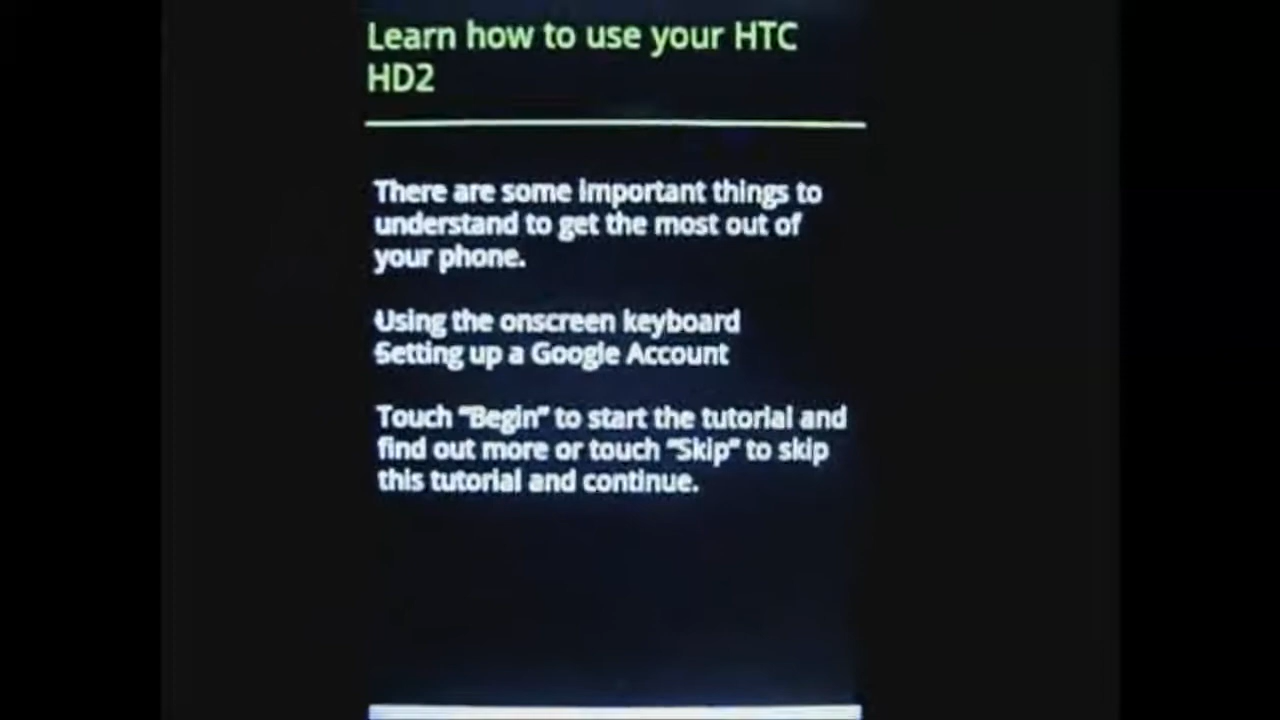 Learn how to use your HTC
HD2
There are some important things to
understand to get the most out of
your phone.
Using the onscreen keyboard
Setting up a Google Account
Touch "Begin" to start the tutorial and
find out more or touch "Skip" to skip
this tutorial and continue.